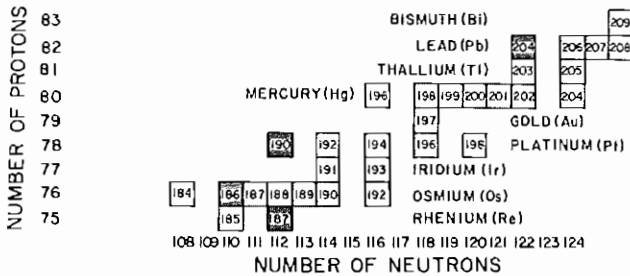 83 BISMUTH (Bi) 209
82 LEAD (Pb) 204 206 207 208
81 THALLIUM (Tl) 203 205
80 MERCURY (Hg) 196 198 199 200 201 202 204
79 197 GOLD (Au)
78 190 192 194 196 198 PLATINUM (Pt)
77 191 193 IRIDIUM (Ir)
76 184 186 187 188 189 190 192 OSMIUM (Os)
75 185 187 RHENIUM (Re)
108 109 110 111 112 113 114 115 116 117 118 119 120 121 122 123 124
NUMBER OF NEUTRONS
NUMBER OF PROTONS